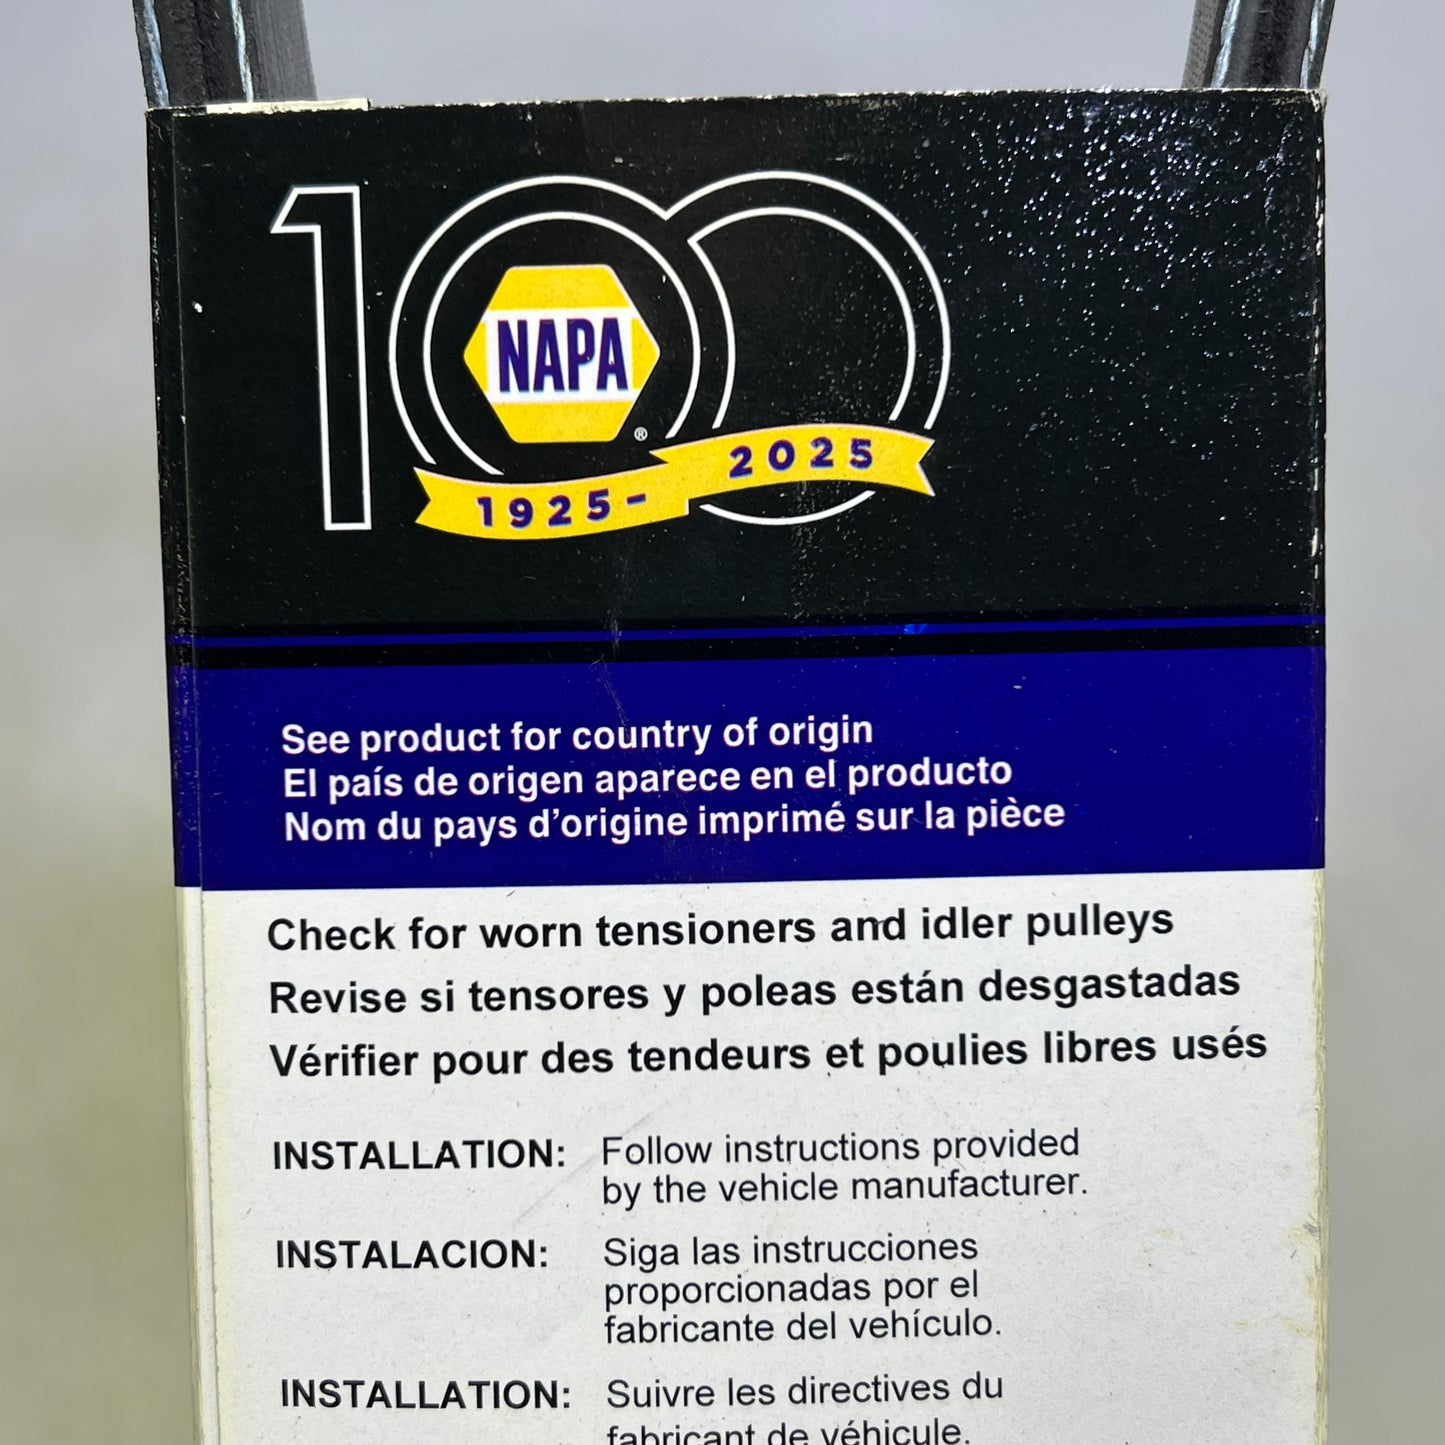 100
NAPA
®
1925-
2025
See product for country of origin
El país de origen aparece en el producto
Nom du pays d'origine imprimé sur la pièce
Check for worn tensioners and idler pulleys
Revise si tensores y poleas están desgastadas
Vérifier pour des tendeurs et poulies libres usés
INSTALLATION: Follow instructions provided
by the vehicle manufacturer.
INSTALACION: Siga las instrucciones
proporcionadas por el
fabricante del vehículo.
INSTALLATION: Suivre les directives du
fabricant de véhicule.